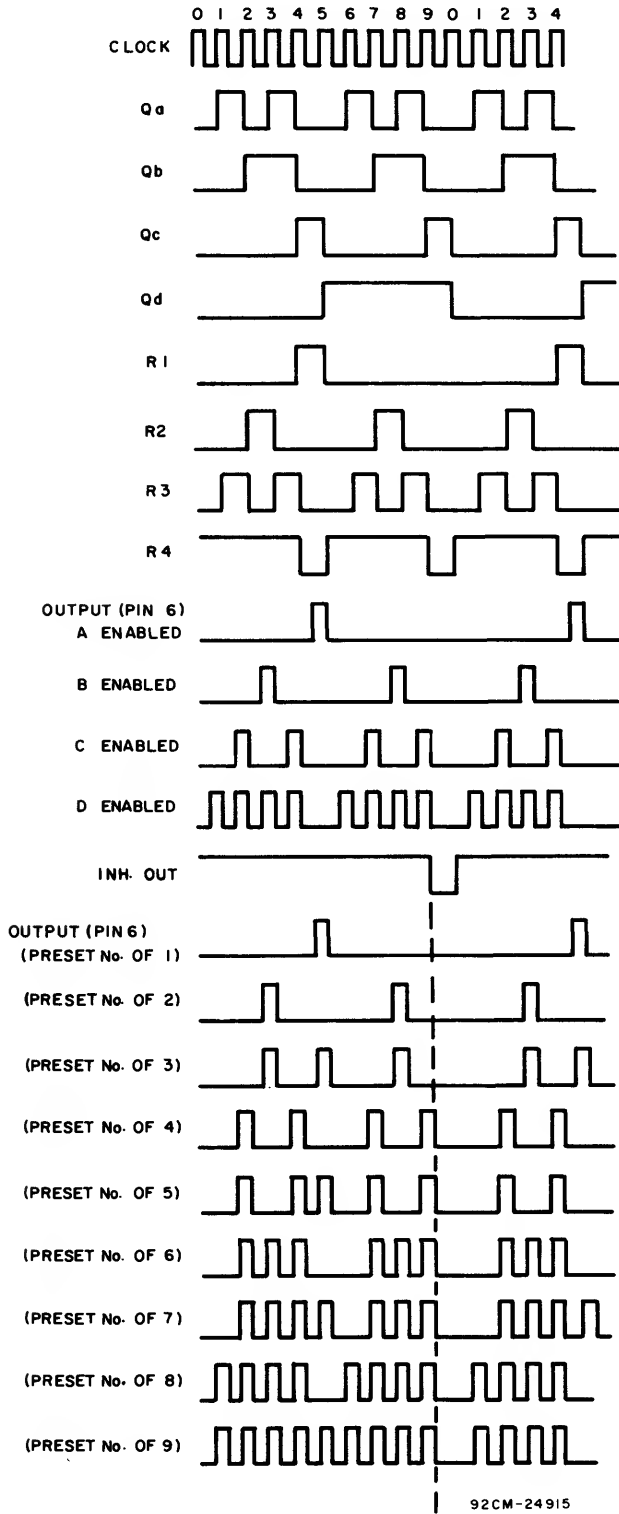 0 1 2 3 4 5 6 7 8 9 0 1 2 3 4
CLOCK
Qa
Qb
Qc
Qd
R1
R2
R3
R4
OUTPUT (PIN 6)
A ENABLED
B ENABLED
C ENABLED
D ENABLED
INH. OUT
OUTPUT (PIN 6)
(PRESET No. OF 1)
(PRESET No. OF 2)
(PRESET No. OF 3)
(PRESET No. OF 4)
(PRESET No. OF 5)
(PRESET No. OF 6)
(PRESET No. OF 7)
(PRESET No. OF 8)
(PRESET No. OF 9)
92CM-24915